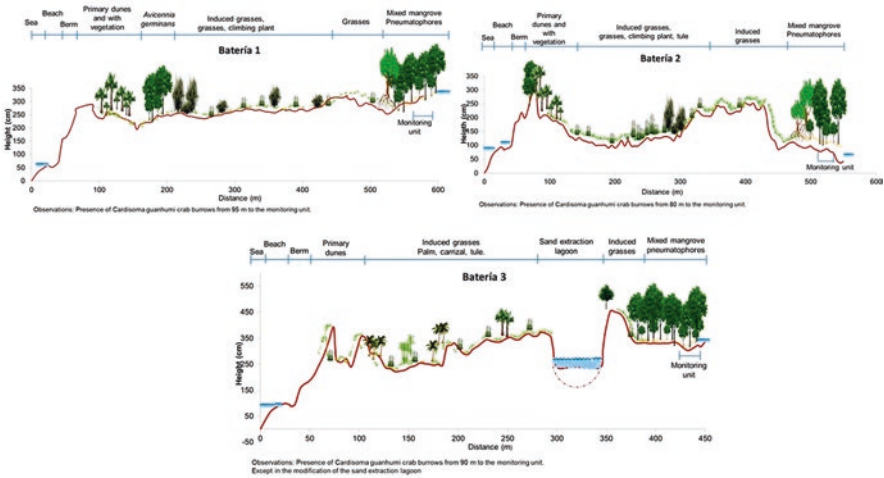 Sea
Beach
Berm
Primary dunes and with vegetation
Avicennia germinans
Induced grasses, grasses, climbing plant
Grasses
Mixed mangrove Pneumatophores
Batería 1
Height (cm)
350
300
250
200
150
100
50
0
Monitoring unit
0 100 200 300 400 500 600
Distance (m)
Observations: Presence of Cardisoma guanhumi crab burrows from 95 m to the monitoring unit.
Sea
Beach
Berm
Primary dunes and with vegetation
Induced grasses, grasses, climbing plant, tule
Induced grasses
Mixed mangrove Pneumatophores
Batería 2
Heigth (cm)
350
300
250
200
150
100
50
0
Monitoring unit
0 100 200 300 400 500 600
Distance (m)
Observations: Presence of Cardisoma guanhumi crab burrows from 80 m to the monitoring unit.
Sea
Beach
Berm
Primary dunes
Induced grasses Palm, carrizal, tule.
Sand extraction lagoon
Induced grasses
Mixed mangrove pneumatophores
Batería 3
Height (cm)
550
450
350
250
150
50
-50
Monitoring unit
0 50 100 150 200 250 300 350 400 450
Distance (m)
Observations: Presence of Cardisoma guanhumi crab burrows from 90 m to the monitoring unit.
Except in the modification of the sand extraction lagoon